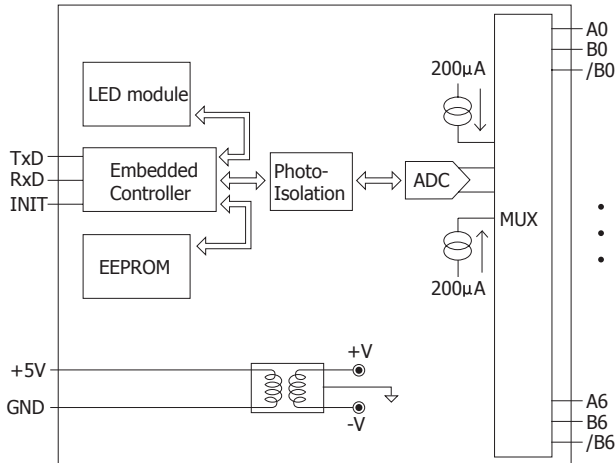 A0
B0
/B0
200µA
LED module
TxD
RxD
INIT
Embedded
Controller
Photo-
Isolation
ADC
MUX
EEPROM
200µA
+5V
GND
+V
-V
A6
B6
/B6